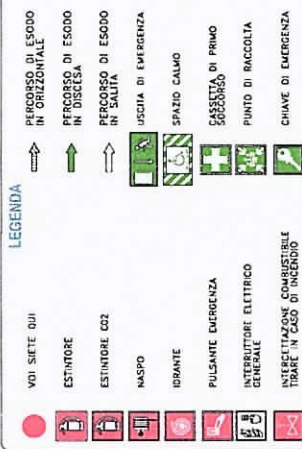 LEGENDA
VOI SIETE QUI
ESTINTORE
ESTINTORE CO2
NASPO
IDRANTE
PULSANTE EMERGENZA
INTERRUTTORE ELETTRICO
GENERALE
INTERCETTAZIONE COMBUSTIBILE
TIRARE IN CASO DI INCENDIO
PERCORSO DI ESODO
IN ORIZZONTALE
PERCORSO DI ESODO
IN DISCESA
PERCORSO DI ESODO
IN SALITA
USCITA DI EMERGENZA
SPAZIO CALMO
CASSETTA DI PRIMO
SOCCORSO
PUNTO DI RACCOLTA
CHIAVE DI EMERGENZA